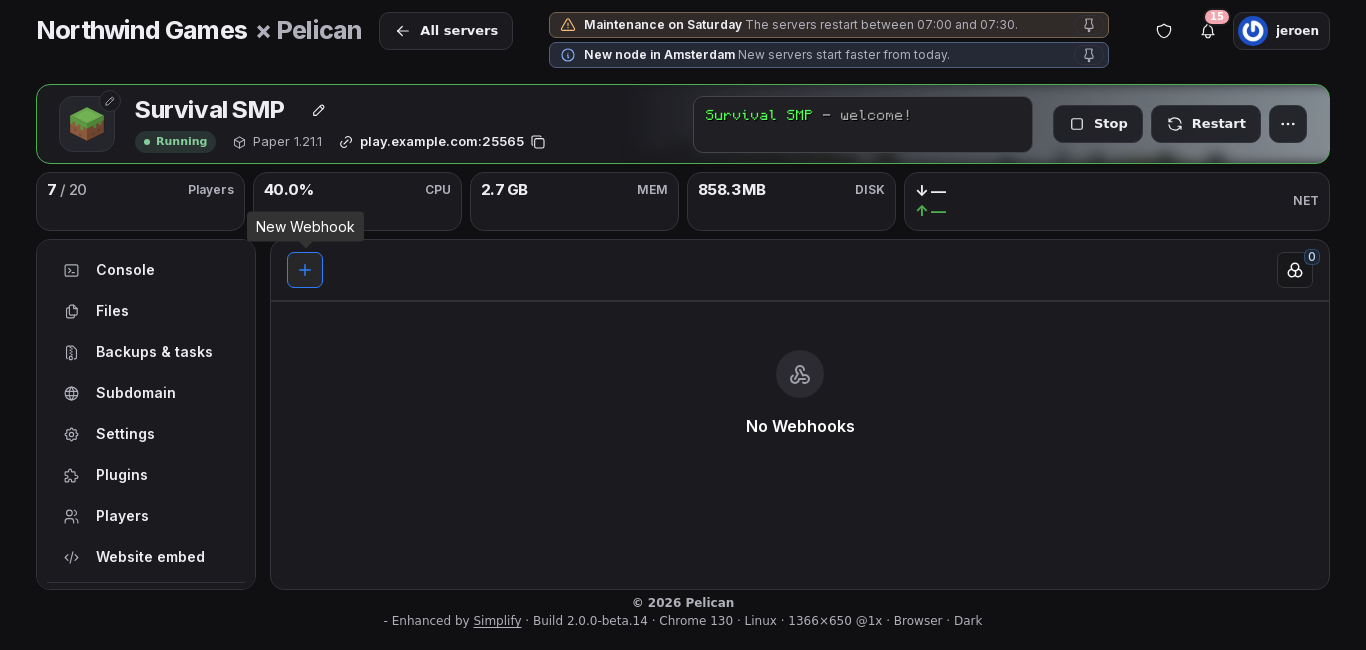 Northwind Games × Pelican
All servers
Maintenance on Saturday The servers restart between 07:00 and 07:30.
New node in Amsterdam New servers start faster from today.
15
jeroen
Survival SMP
Running
Paper 1.21.1
play.example.com:25565
Survival SMP - welcome!
Stop
Restart
7 / 20 Players
40.0% CPU
2.7 GB MEM
858.3 MB DISK
↓ —
↑ —
NET
New Webhook
Console
Files
Backups & tasks
Subdomain
Settings
Plugins
Players
Website embed
0
No Webhooks
© 2026 Pelican
- Enhanced by Simplify · Build 2.0.0-beta.14 · Chrome 130 · Linux · 1366×650 @1x · Browser · Dark